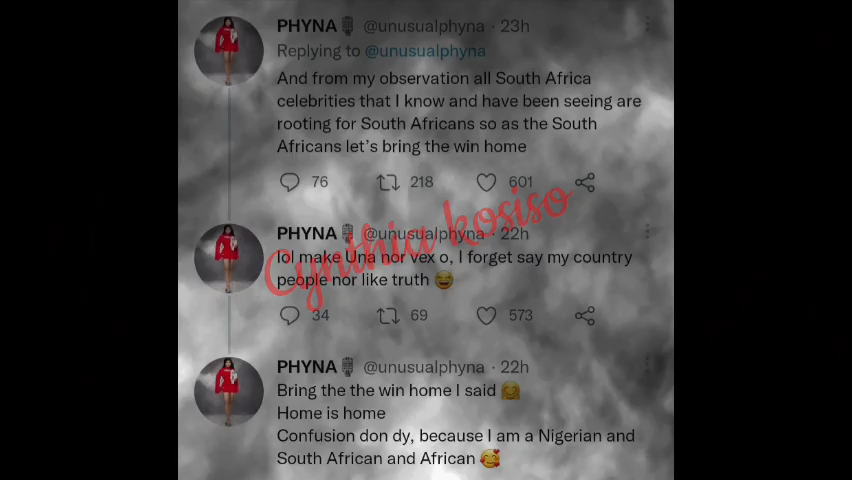 PHYNA @unusualphyna · 23h
Replying to @unusualphyna
And from my observation all South Africa
celebrities that I know and have been seeing are
rooting for South Africans so as the South
Africans let's bring the win home
76 218 601
PHYNA @unusualphyna · 22h
lol make Una nor vex o, I forget say my country
people nor like truth 😅
34 69 573
Cynthia kosiso
PHYNA @unusualphyna · 22h
Bring the the win home I said 🤗
Home is home
Confusion don dy, because I am a Nigerian and
South African and African 🥰